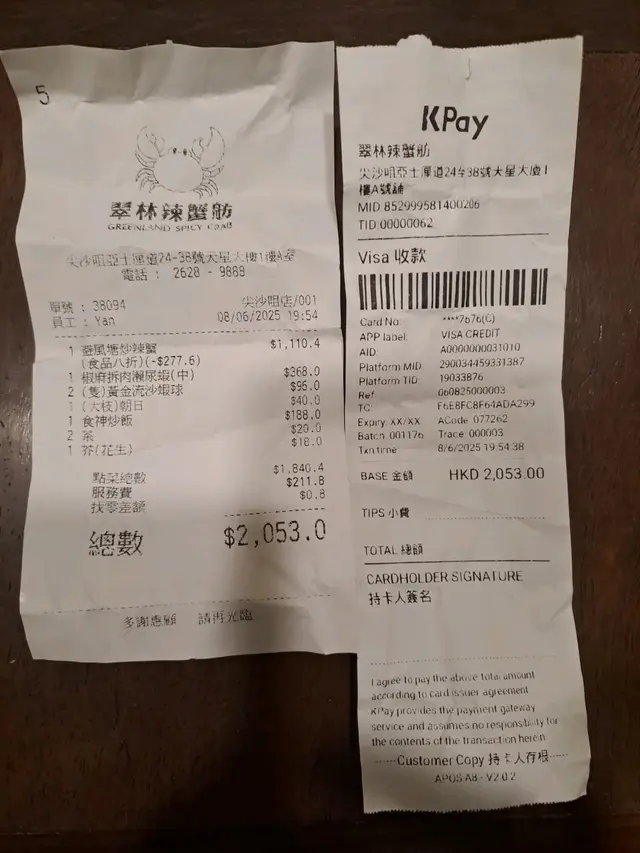 5
翠林辣蟹舫
GREENLAND SPICY CRAB
尖沙咀亞士厘道24-38號天星大樓1樓A室
電話 : 2628 - 9888
單號 : 38094 尖沙咀店/001
員工 : Yan 08/06/2025 19:54
1 避風塘炒辣蟹 $1,110.4
(食品八折)(-$277.6)
1 椒麻拆肉瀨尿蝦(中) $368.0
2 (隻)黃金流沙蝦球 $96.0
1 (大枝)朝日 $40.0
1 食神炒飯 $188.0
2 茶 $20.0
1 芥(花生) $18.0
點菜總數 $1,840.4
服務費 $211.8
找零差額 $0.8
總數 $2,053.0
多謝惠顧 請再光臨
KPay
翠林辣蟹舫
尖沙咀亞士厘道24至38號天星大廈1
樓A號舖
MID 852999581400206
TID 00000062
Visa 收款
Card No: ****7676(C)
APP label: VISA CREDIT
AID A0000000031010
Platform MID 290034459331387
Platform TID 19033876
Ref 060825000003
TC F6E8FC8F64ADA299
Expiry: XX/XX ACode 077262
Batch 001176 Trace 000003
Txn time 8/6/2025 19:54:38
BASE 金額 HKD 2,053.00
TIPS 小費
TOTAL 總額
CARDHOLDER SIGNATURE
持卡人簽名
I agree to pay the above total amount
according to card issuer agreement
KPay provides the payment gateway
service and assumes no responsibility for
the contents of the transaction herein
-----Customer Copy 持卡人存根-----
APOS A8 - V2.0.2